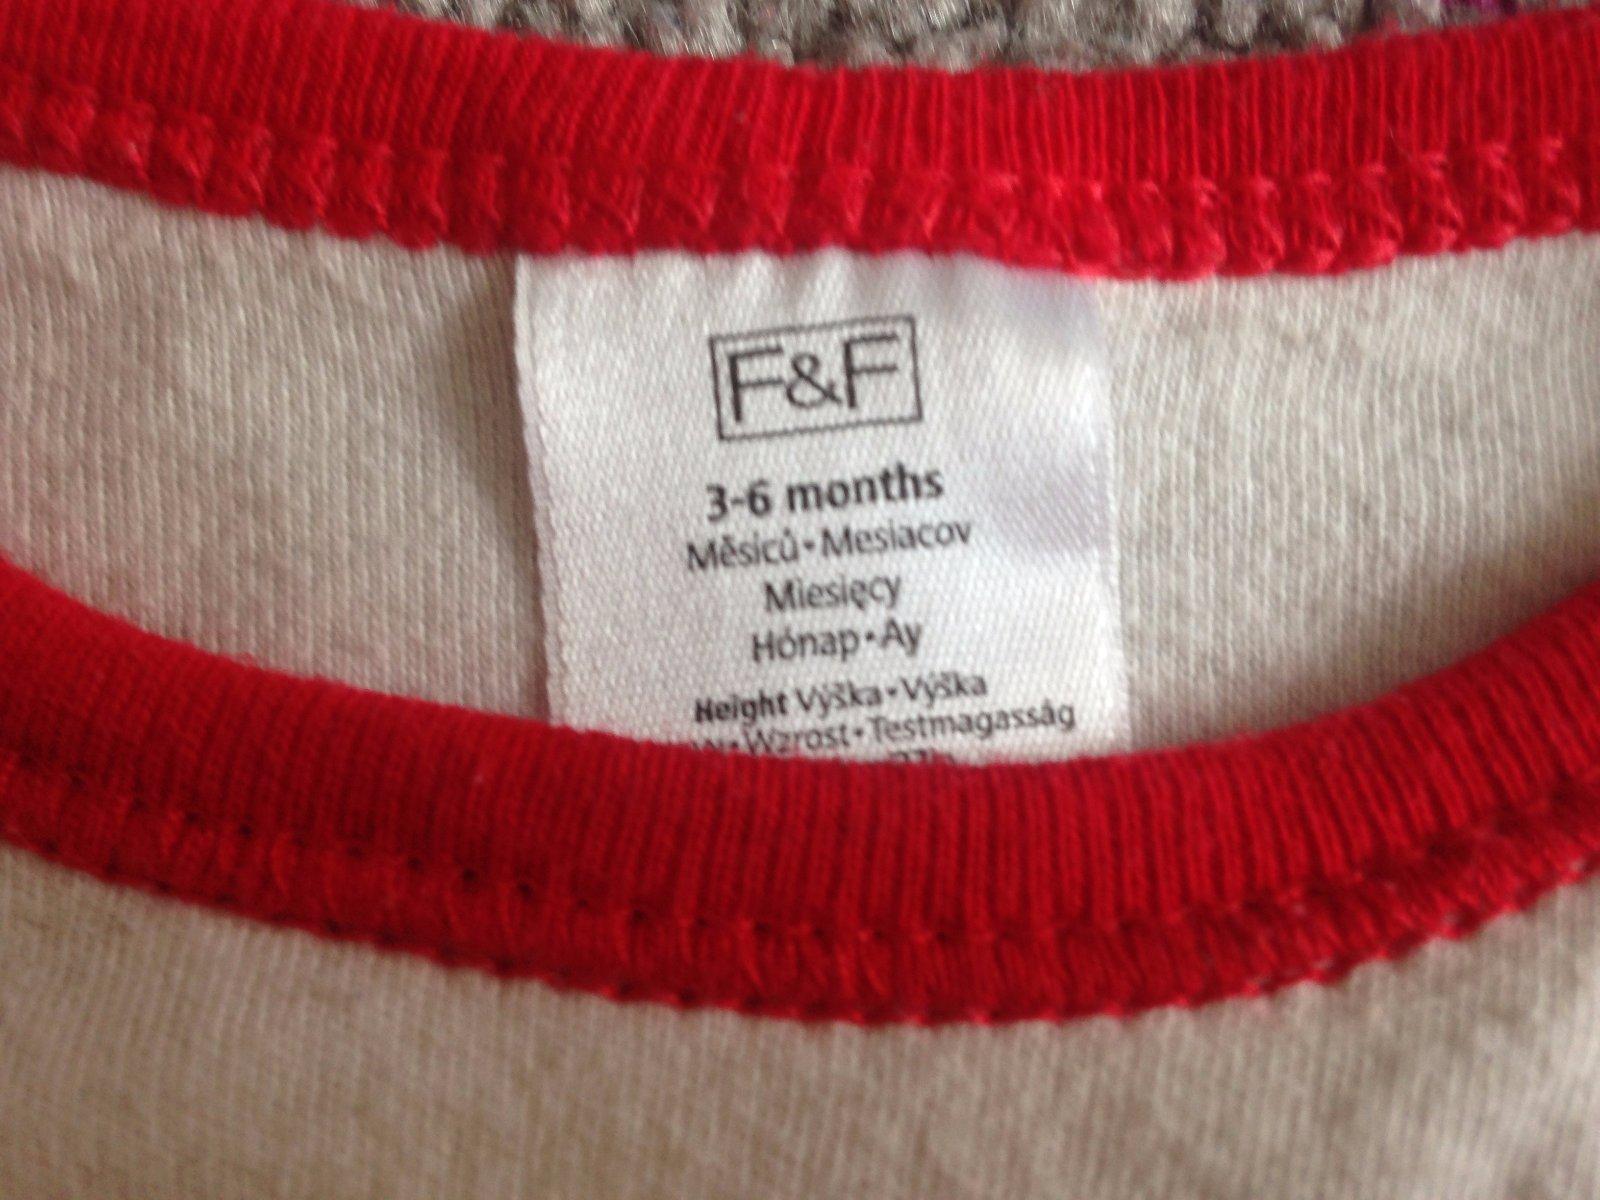 F&F
3-6 months
Měsiců•Mesiacov
Miesięcy
Hónap•Ay
Height Výška•Výška
Wzrost•Testmagasság